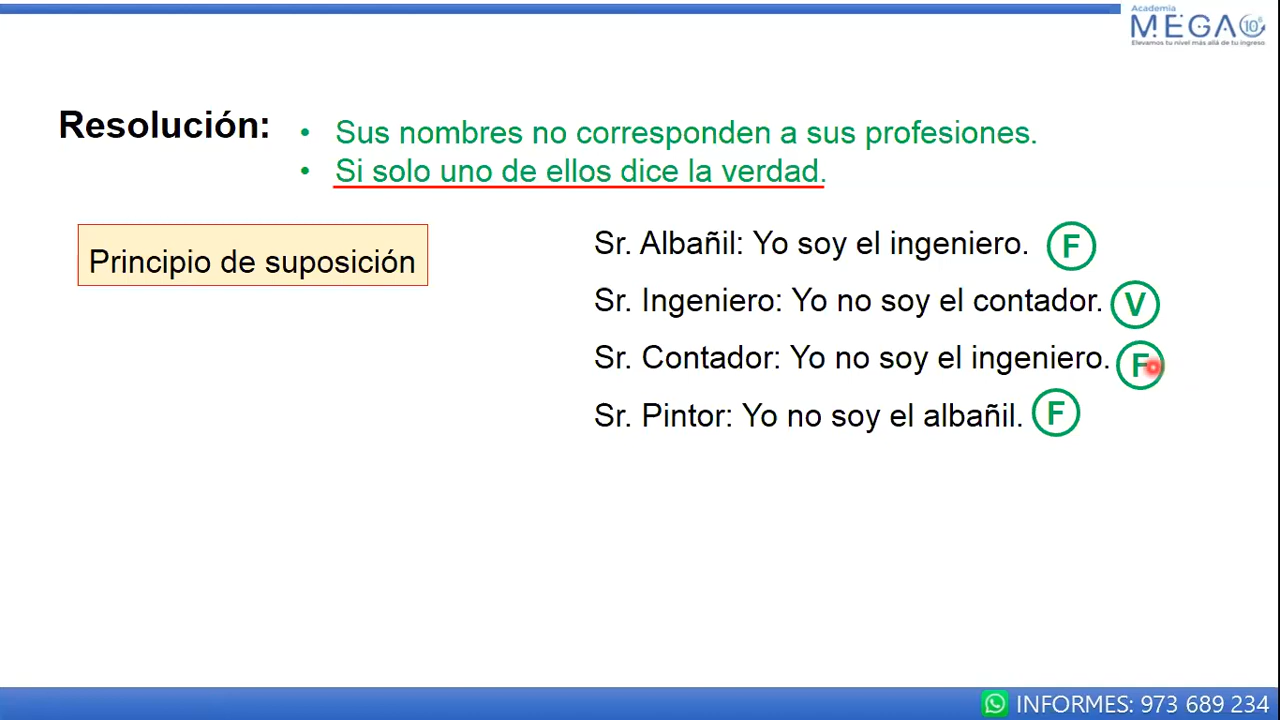 Academia
MEGA 10⁶
Elevamos tu nivel más allá de tu ingreso
Resolución:
• Sus nombres no corresponden a sus profesiones.
• Si solo uno de ellos dice la verdad.
Principio de suposición
Sr. Albañil: Yo soy el ingeniero. F
Sr. Ingeniero: Yo no soy el contador. V
Sr. Contador: Yo no soy el ingeniero. F
Sr. Pintor: Yo no soy el albañil. F
INFORMES: 973 689 234